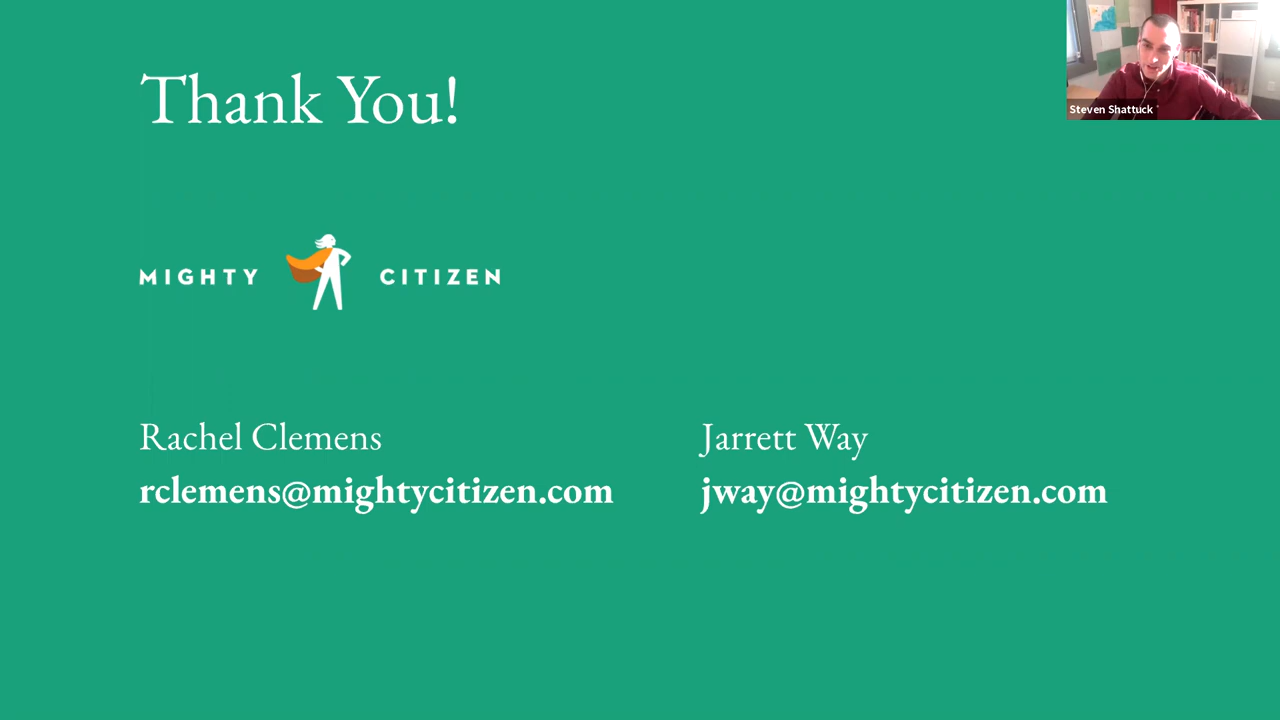 Thank You!
Steven Shattuck
MIGHTY CITIZEN
Rachel Clemens
rclemens@mightycitizen.com
Jarrett Way
jway@mightycitizen.com